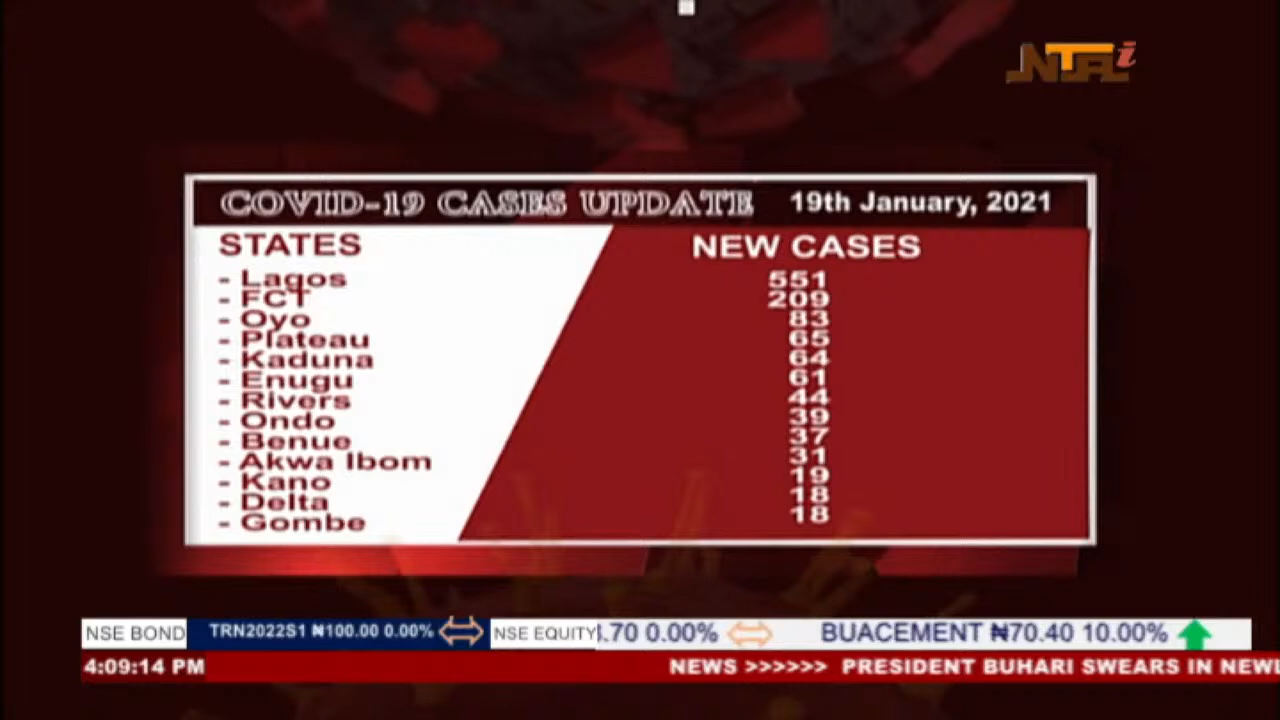 NTAi
COVID-19 CASES UPDATE 19th January, 2021
STATES NEW CASES
- Lagos 551
- FCT 209
- Oyo 83
- Plateau 65
- Kaduna 64
- Enugu 61
- Rivers 44
- Ondo 39
- Benue 37
- Akwa Ibom 31
- Kano 19
- Delta 18
- Gombe 18
NSE BOND TRN2022S1 ₦100.00 0.00% NSE EQUITY .70 0.00% BUACEMENT ₦70.40 10.00%
4:09:14 PM NEWS >>>>>> PRESIDENT BUHARI SWEARS IN NEWL